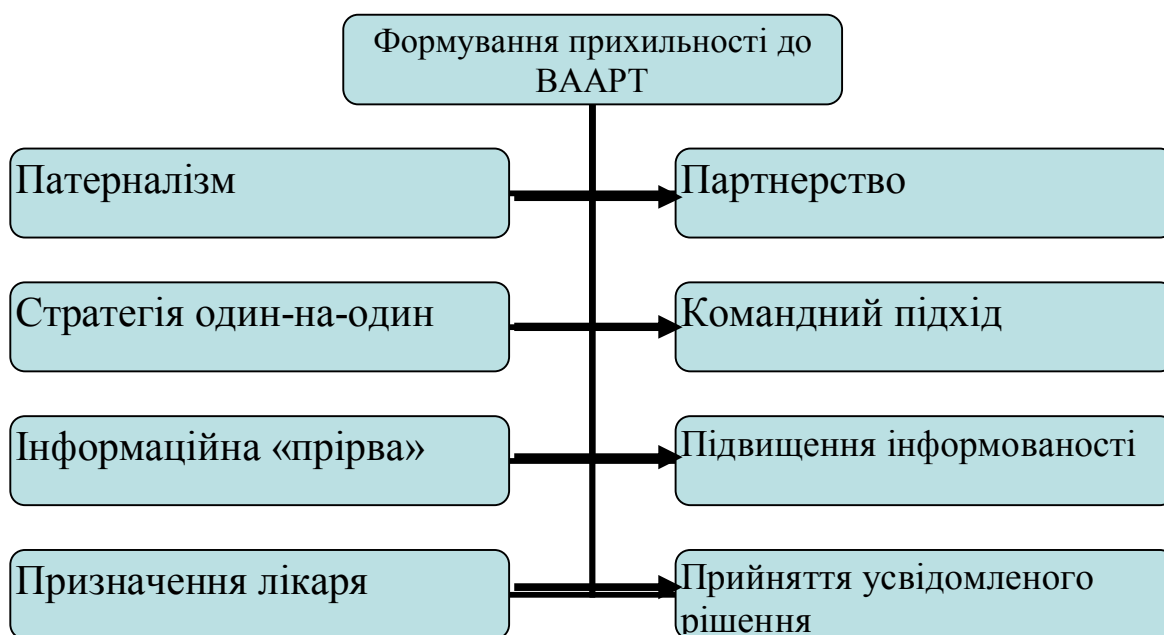 Формування прихильності до
ВААРТ
Патерналізм
Партнерство
Стратегія один-на-один
Командний підхід
Інформаційна «прірва»
Підвищення інформованості
Призначення лікаря
Прийняття усвідомленого
рішення